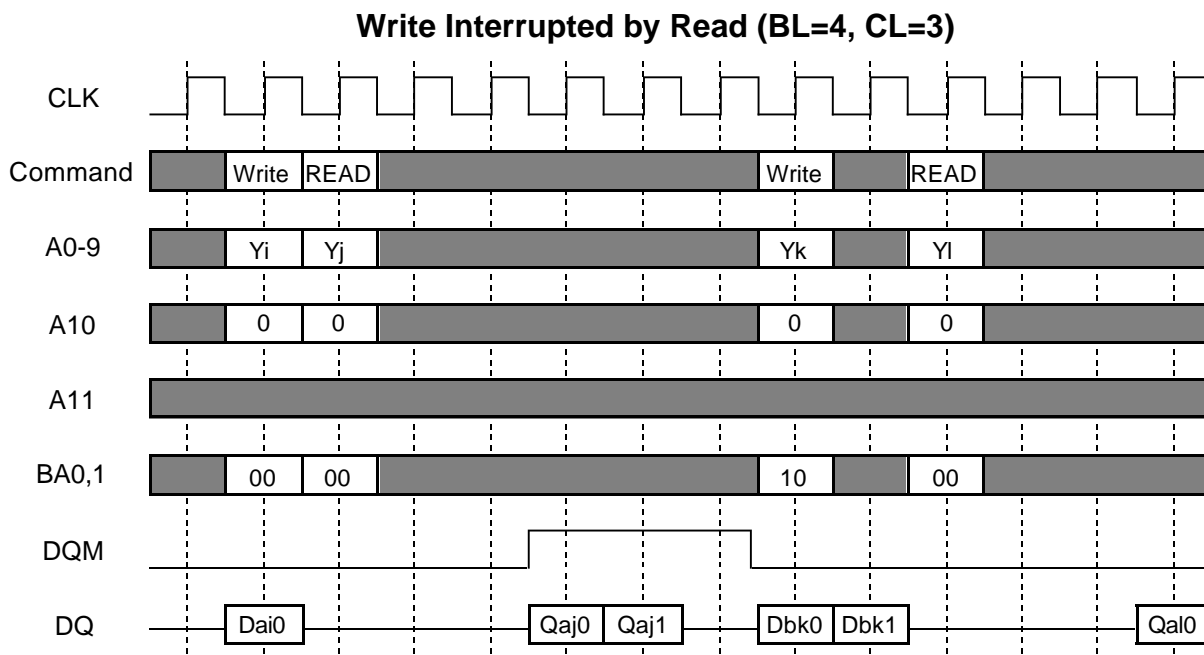 Write Interrupted by Read (BL=4, CL=3)
CLK
Command Write READ Write READ
A0-9 Yi Yj Yk Yl
A10 0 0 0 0
A11
BA0,1 00 00 10 00
DQM
DQ Dai0 Qaj0 Qaj1 Dbk0 Dbk1 Qal0